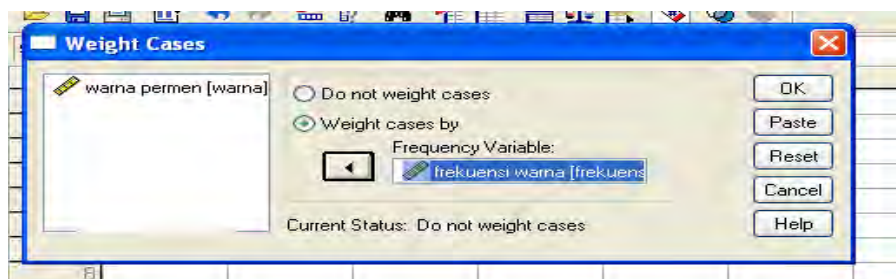 Weight Cases
warna permen [warna]
Do not weight cases
Weight cases by
Frequency Variable:
frekuensi warna [frekuens
Current Status: Do not weight cases
OK
Paste
Reset
Cancel
Help
8